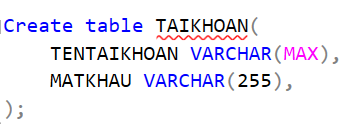 Create table TAIKHOAN(
TENTAIKHOAN VARCHAR(MAX),
MATKHAU VARCHAR(255),
);